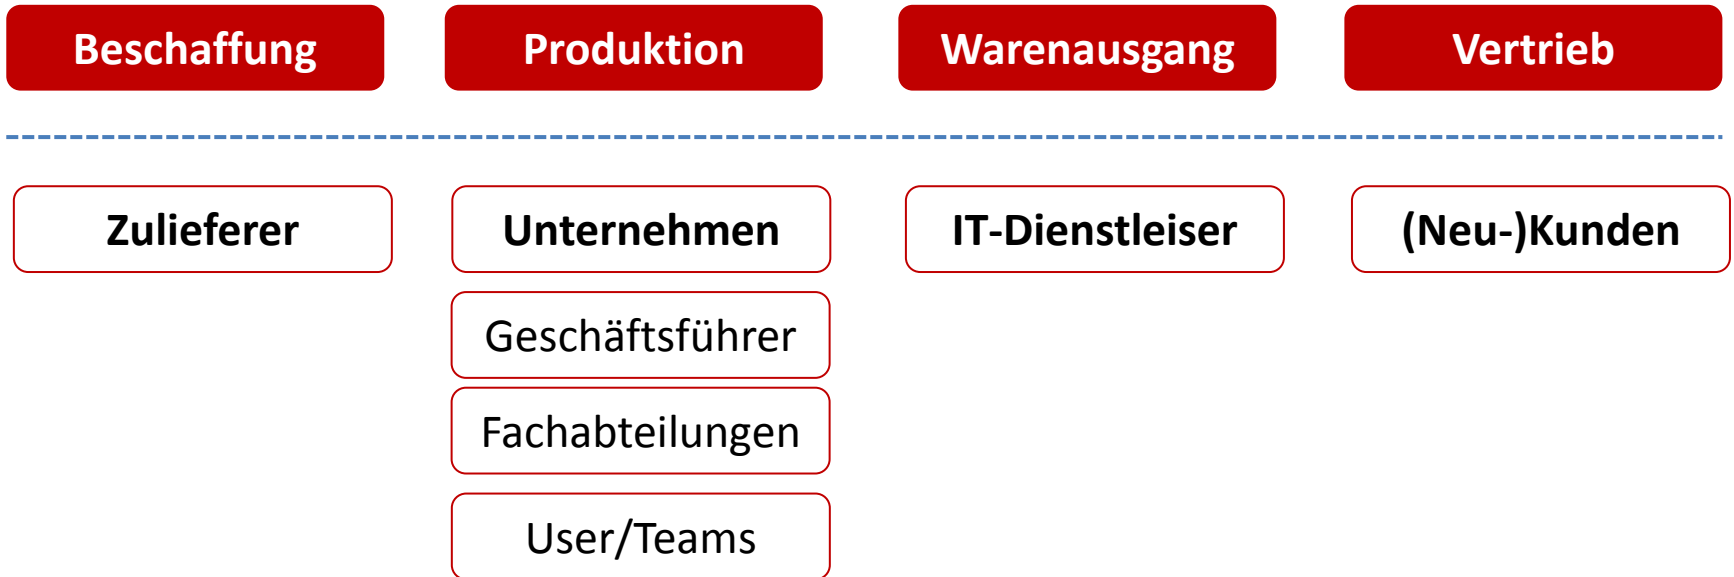 Beschaffung
Produktion
Warenausgang
Vertrieb
Zulieferer
Unternehmen
IT-Dienstleiser
(Neu-)Kunden
Geschäftsführer
Fachabteilungen
User/Teams